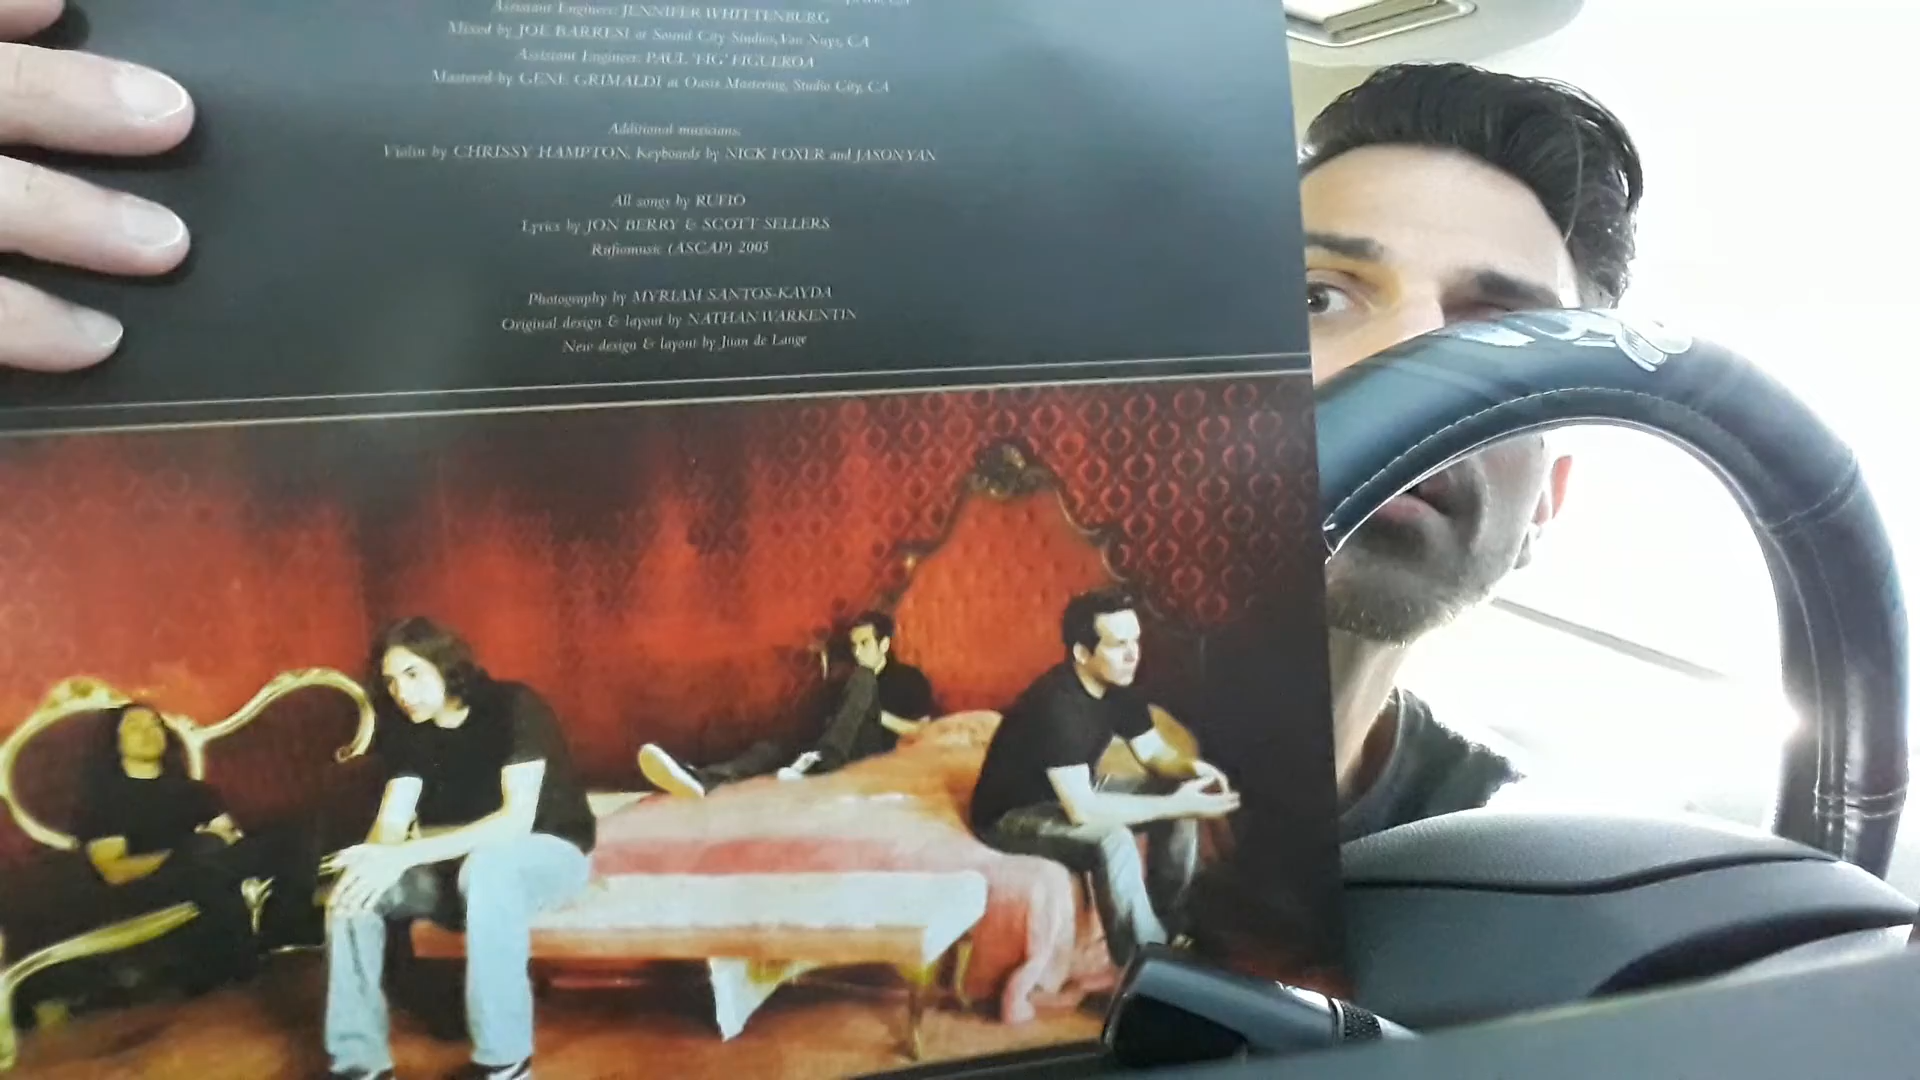 Assistant Engineer: JENNIFER WHITTENBURG
Mixed by JOE BARRESI at Sound City Studios, Van Nuys, CA
Assistant Engineer: PAUL 'FIG' FIGUEROA
Mastered by GENE GRIMALDI at Oasis Mastering, Studio City, CA
Additional musicians:
Violin by CHRISSY HAMPTON, Keyboards by NICK FOXER and JASON YAN
All songs by RUFIO
Lyrics by JON BERRY & SCOTT SELLERS
Rufiomusic (ASCAP) 2005
Photography by MYRIAM SANTOS-KAYDA
Original design & layout by NATHAN WARKENTIN
New design & layout by Jüan de Lange